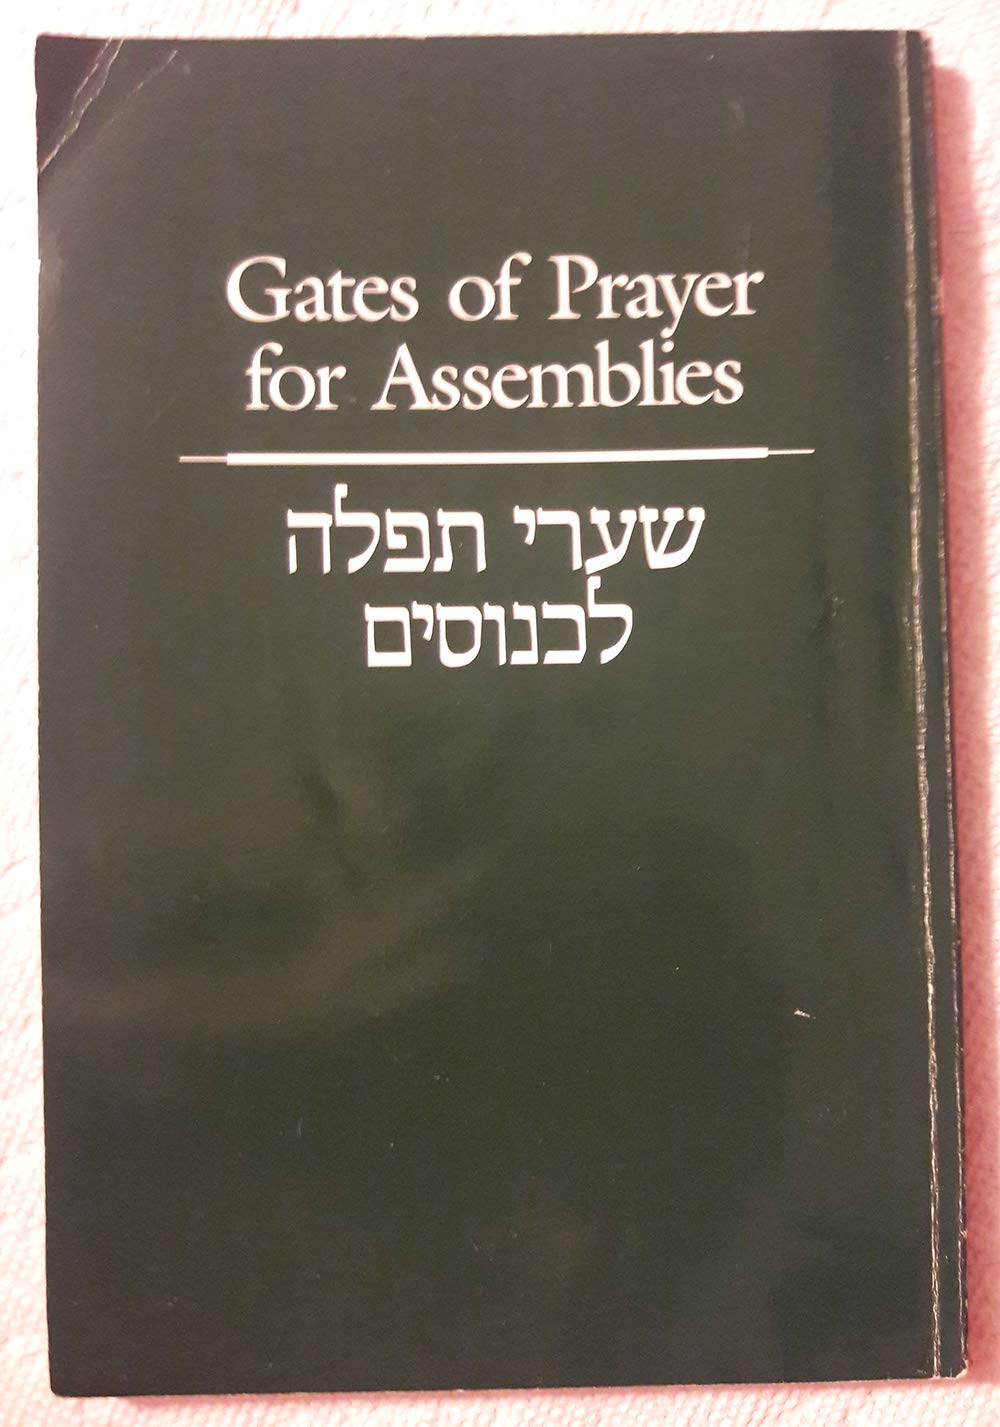 Gates of Prayer
for Assemblies
שערי תפלה
לכנוסים